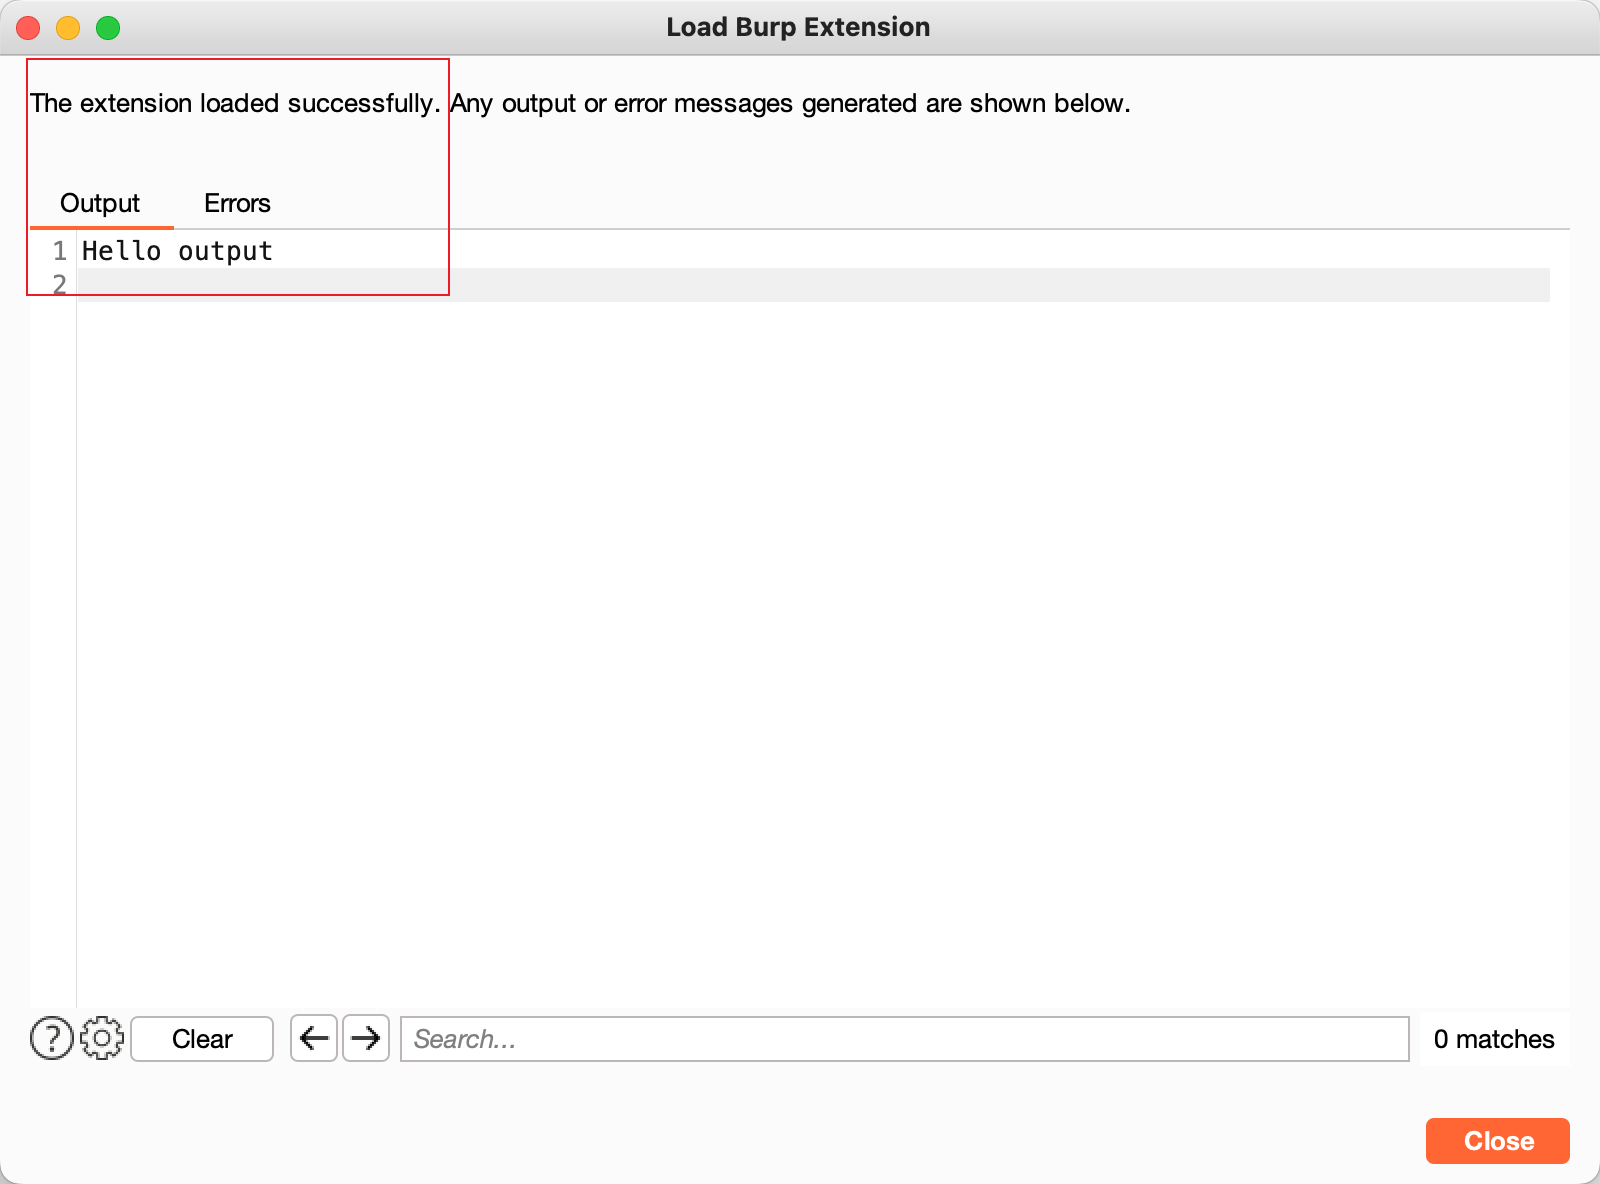 Load Burp Extension
The extension loaded successfully. Any output or error messages generated are shown below.
Output Errors
1 Hello output
2
? Clear Search... 0 matches
Close